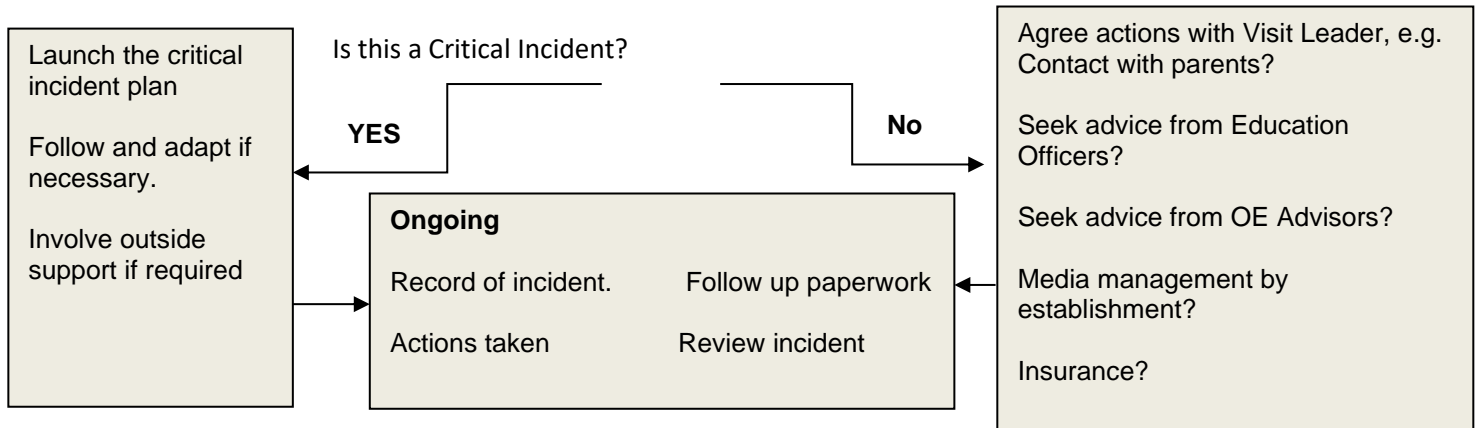 Is this a Critical Incident?
YES
No
Launch the critical
incident plan
Follow and adapt if
necessary.
Involve outside
support if required
Ongoing
Record of incident. Follow up paperwork
Actions taken Review incident
Agree actions with Visit Leader, e.g.
Contact with parents?
Seek advice from Education
Officers?
Seek advice from OE Advisors?
Media management by
establishment?
Insurance?